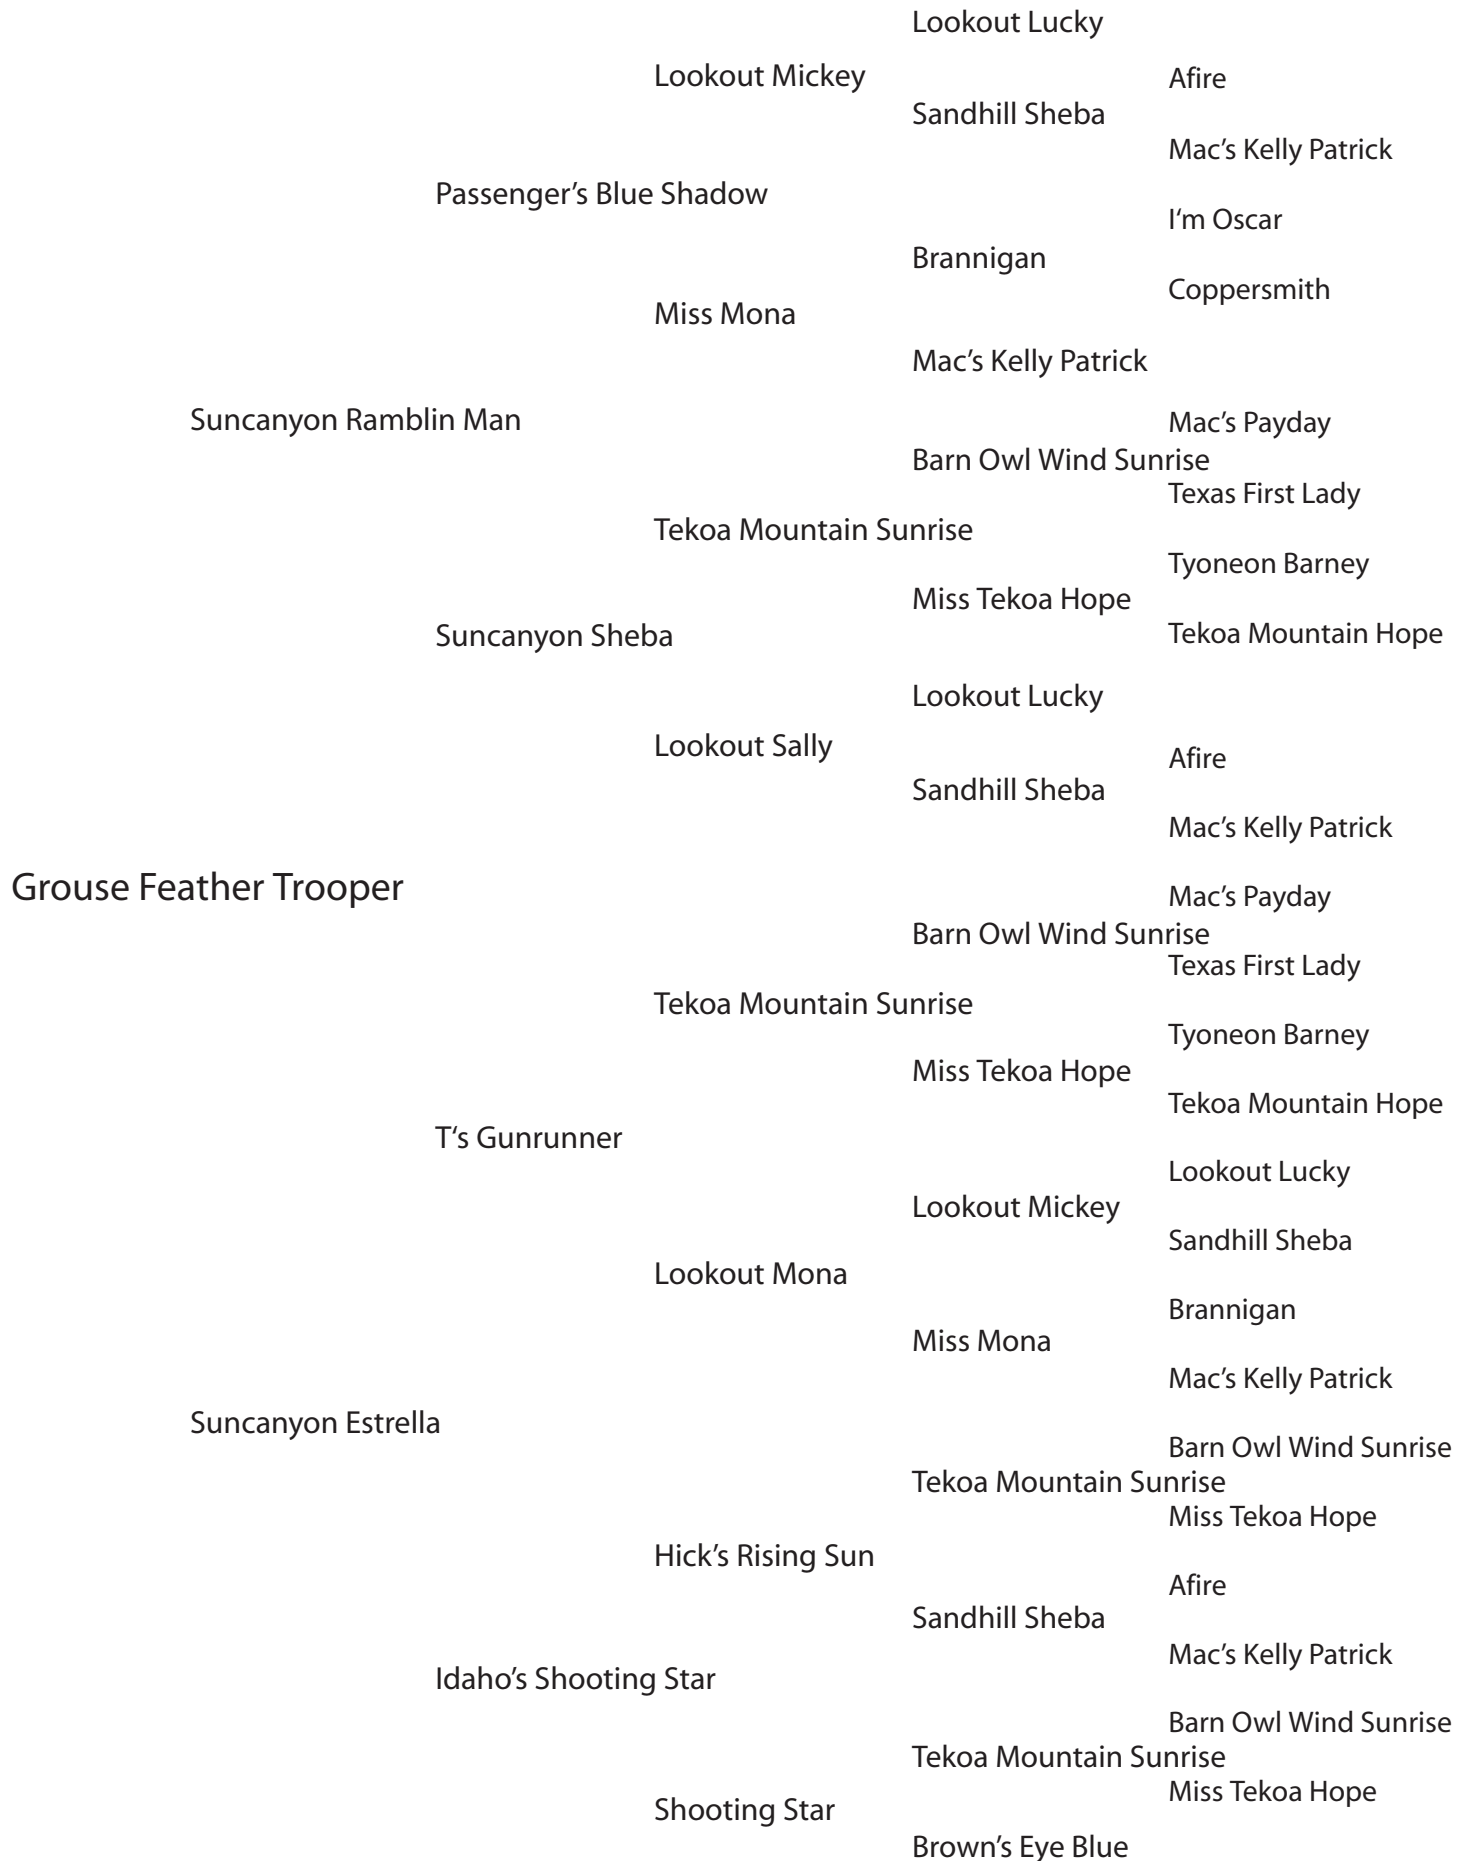 Lookout Lucky
Lookout Mickey
Afire
Sandhill Sheba
Mac’s Kelly Patrick
Passenger’s Blue Shadow
I‘m Oscar
Brannigan
Coppersmith
Miss Mona
Mac’s Kelly Patrick
Suncanyon Ramblin Man
Mac’s Payday
Barn Owl Wind Sunrise
Texas First Lady
Tekoa Mountain Sunrise
Tyoneon Barney
Miss Tekoa Hope
Suncanyon Sheba
Tekoa Mountain Hope
Lookout Lucky
Lookout Sally
Afire
Sandhill Sheba
Mac’s Kelly Patrick
Grouse Feather Trooper
Mac’s Payday
Barn Owl Wind Sunrise
Texas First Lady
Tekoa Mountain Sunrise
Tyoneon Barney
Miss Tekoa Hope
Tekoa Mountain Hope
T‘s Gunrunner
Lookout Lucky
Lookout Mickey
Sandhill Sheba
Lookout Mona
Brannigan
Miss Mona
Mac’s Kelly Patrick
Suncanyon Estrella
Barn Owl Wind Sunrise
Tekoa Mountain Sunrise
Miss Tekoa Hope
Hick’s Rising Sun
Afire
Sandhill Sheba
Mac’s Kelly Patrick
Idaho’s Shooting Star
Barn Owl Wind Sunrise
Tekoa Mountain Sunrise
Miss Tekoa Hope
Shooting Star
Brown’s Eye Blue